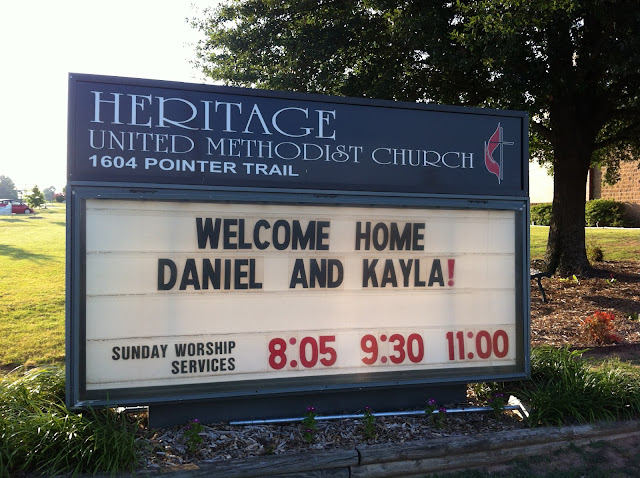 HERITAGE
UNITED METHODIST CHURCH
1604 POINTER TRAIL
WELCOME HOME
DANIEL AND KAYLA!
SUNDAY WORSHIP SERVICES 8:05 9:30 11:00